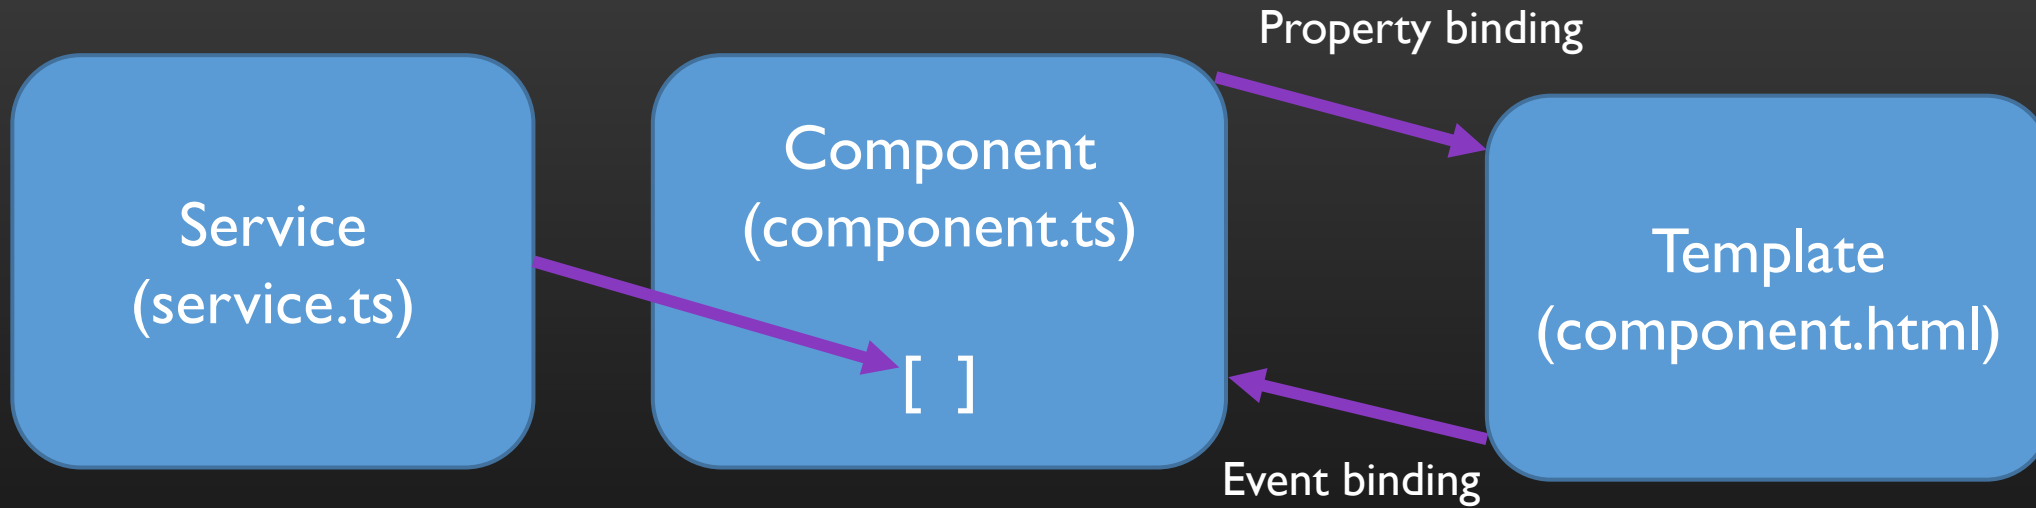 Property binding
Service
(service.ts)
Component
(component.ts)
[ ]
Template
(component.html)
Event binding